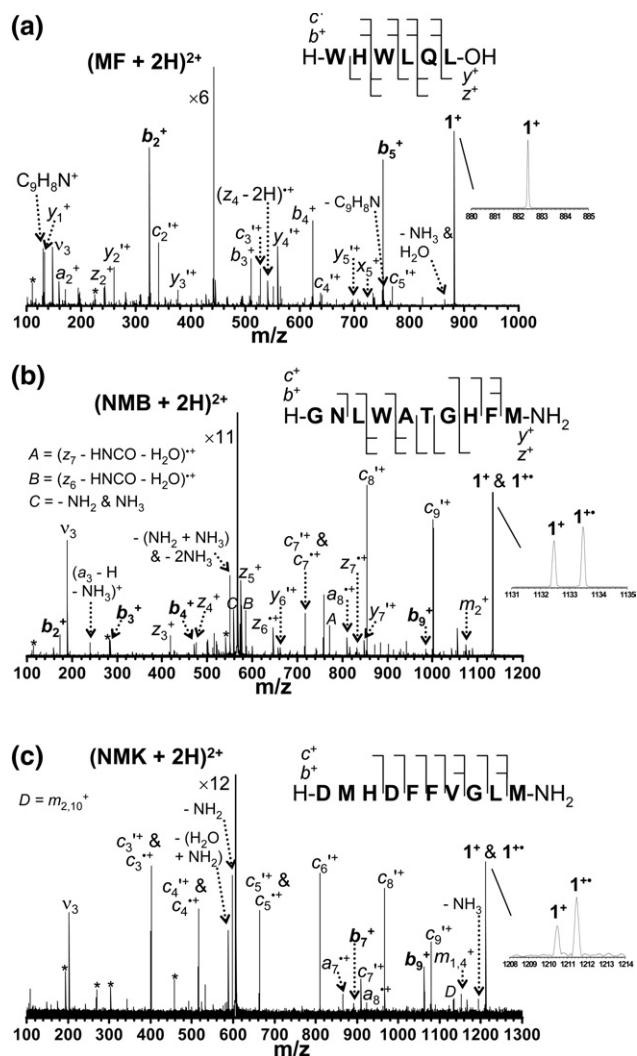 (a)
(MF + 2H)²⁺
c·
b⁺
H-WHWLQL-OH
y⁺
z⁺
×6
C₉H₈N⁺
y₁⁺
ν₃
a₂⁺
*
b₂⁺
c₂'⁺
z₂⁺
*
y₂'⁺
y₃'⁺
(z₄ - 2H)•⁺
c₃'⁺
b₃⁺
y₄'⁺
b₄⁺
c₄'⁺
- C₉H₈N
y₅'⁺
x₅⁺
b₅⁺
c₅'⁺
- NH₃ &
H₂O
1⁺
1⁺
880 881 882 883 884 885
100 200 300 400 500 600 700 800 900 1000
m/z
(b)
(NMB + 2H)²⁺
c⁺
b⁺
H-GNLWATGHFM-NH₂
y⁺
z⁺
×11
A = (z₇ - HNCO - H₂O)•⁺
B = (z₆ - HNCO - H₂O)•⁺
C = - NH₂ & NH₃
ν₃
(a₃ - H
- NH₃)⁺
*
b₂⁺
*
b₃⁺
z₃⁺
b₄⁺
z₄⁺
*
- (NH₂ + NH₃)
& - 2NH₃
C
B
z₅⁺
z₆•⁺
y₆'⁺
c₇'⁺ &
c₇•⁺
A
a₈•⁺
z₇•⁺
c₈'⁺
y₇'⁺
b₉⁺
c₉'⁺
m₂⁺
1⁺ & 1⁺•
1⁺
1⁺•
1131 1132 1133 1134 1135
100 200 300 400 500 600 700 800 900 1000 1100 1200
m/z
(c)
(NMK + 2H)²⁺
c⁺
b⁺
H-DMHDFFVGLM-NH₂
D = m₂,₁₀⁺
×12
- NH₂
- (H₂O
+ NH₂)
ν₃
*
*
*
c₃'⁺ &
c₃•⁺
*
c₄'⁺ &
c₄•⁺
c₅'⁺ &
c₅•⁺
c₆'⁺
a₇•⁺
b₇⁺
c₇'⁺
a₈•⁺
c₈'⁺
b₉⁺
c₉'⁺
m₁,₄⁺
D
- NH₃
1⁺ & 1⁺•
1⁺
1⁺•
1208 1209 1210 1211 1212 1213 1214
100 200 300 400 500 600 700 800 900 1000 1100 1200 1300
m/z